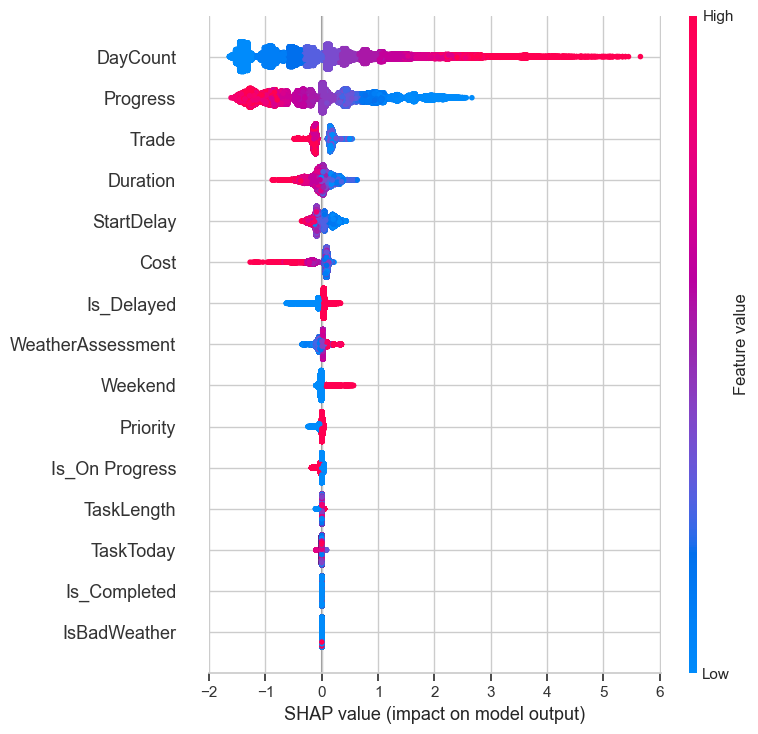 High
DayCount
Progress
Trade
Duration
StartDelay
Cost
Is_Delayed
WeatherAssessment
Weekend
Priority
Is_On Progress
TaskLength
TaskToday
Is_Completed
IsBadWeather
Feature value
Low
−2 −1 0 1 2 3 4 5 6
SHAP value (impact on model output)